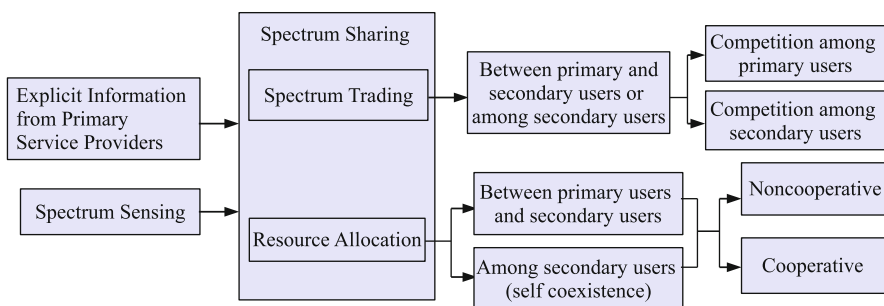 Explicit Information
from Primary
Service Providers
Spectrum Sensing
Spectrum Sharing
Spectrum Trading
Resource Allocation
Between primary and
secondary users or
among secondary users
Competition among
primary users
Competition among
secondary users
Between primary users
and secondary users
Among secondary users
(self coexistence)
Noncooperative
Cooperative